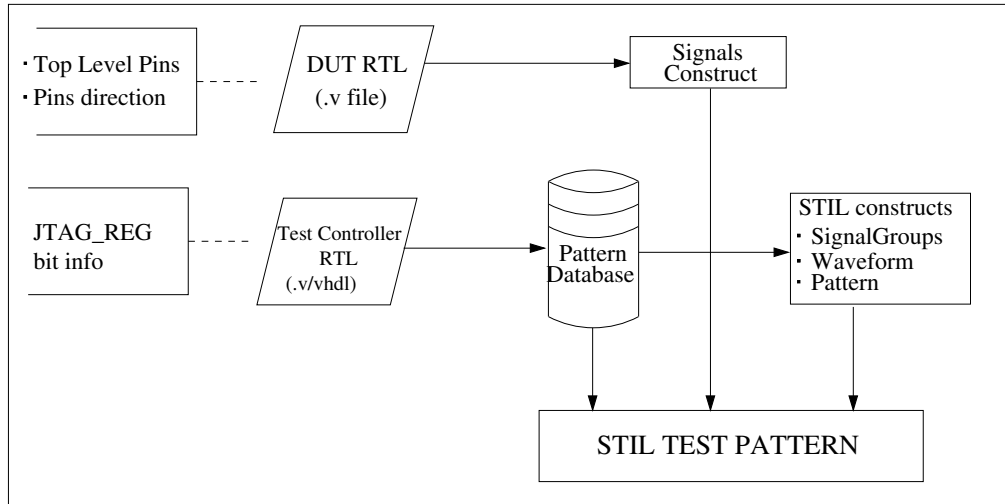 · Top Level Pins
· Pins direction
DUT RTL
(.v file)
Signals
Construct
JTAG_REG
bit info
Test Controller
RTL
(.v/vhdl)
Pattern
Database
STIL constructs
· SignalGroups
· Waveform
· Pattern
STIL TEST PATTERN